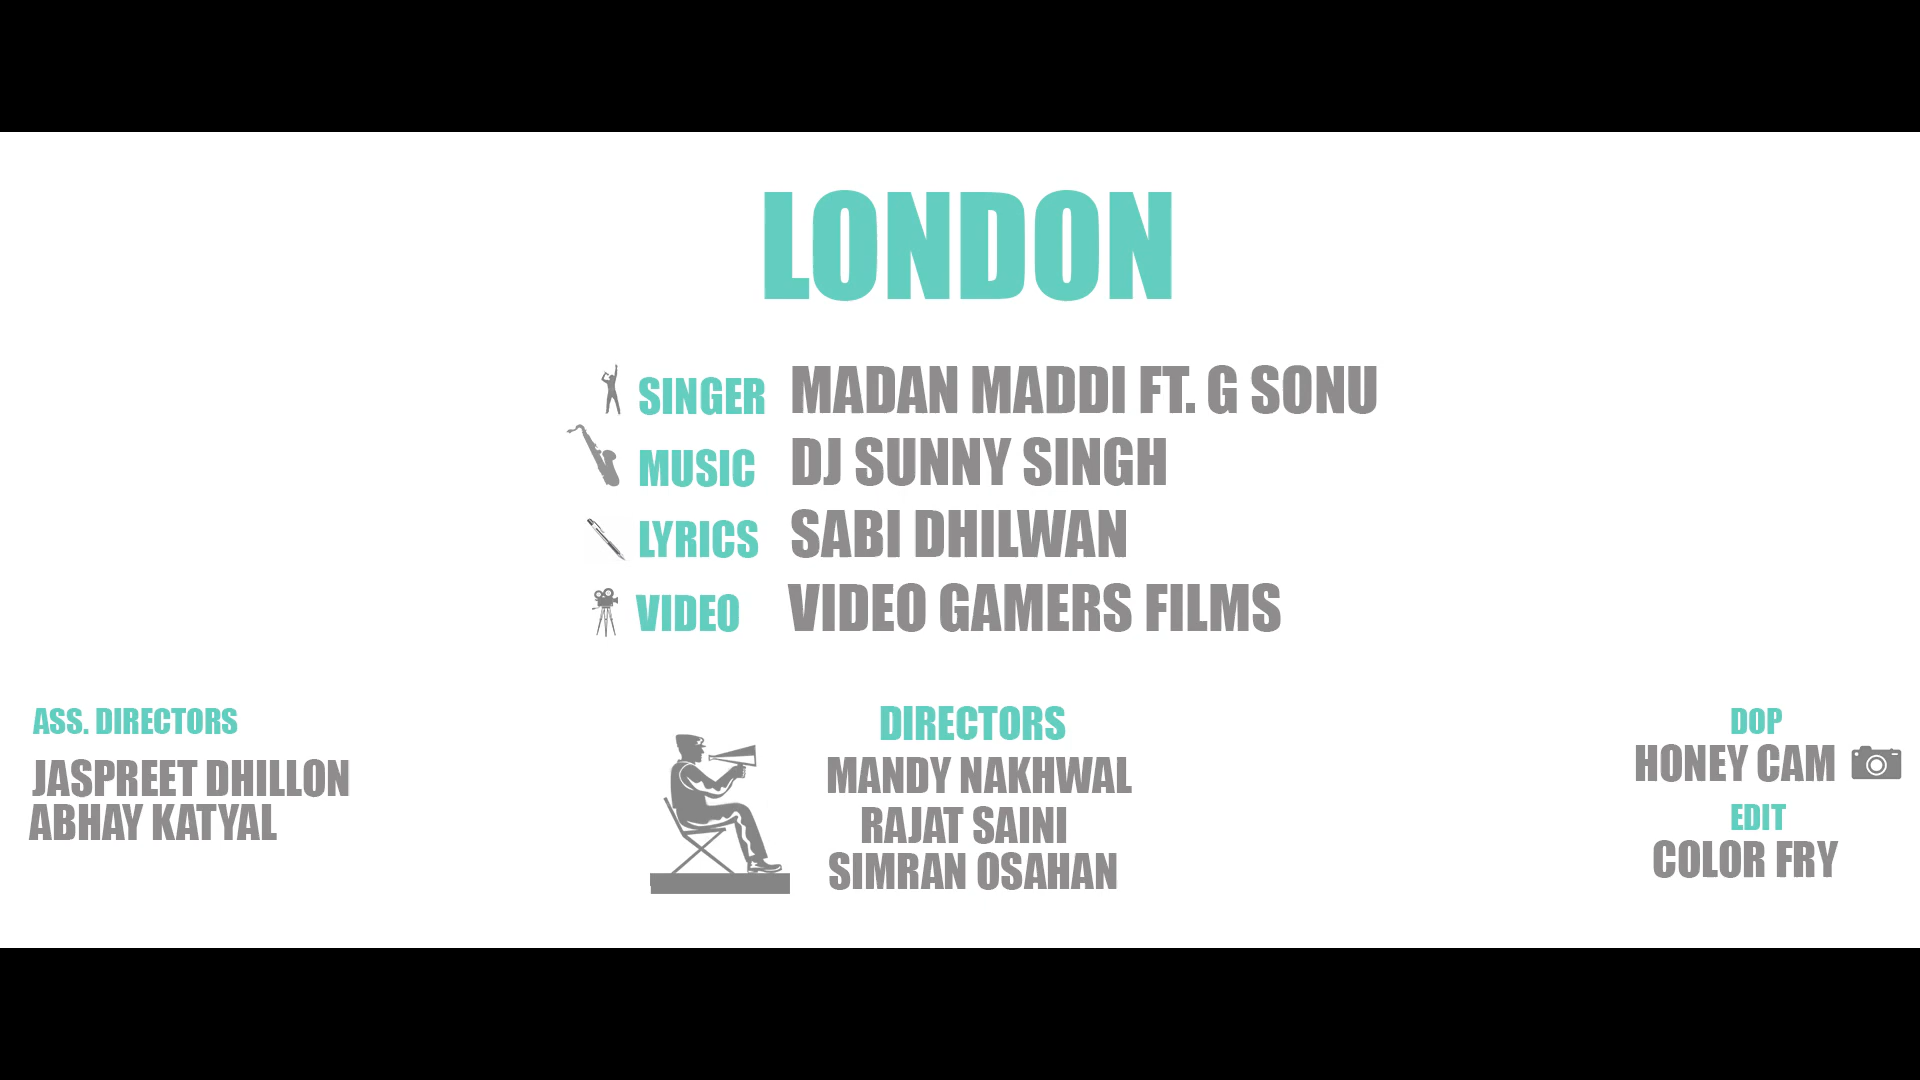 LONDON
SINGER MADAN MADDI FT. G SONU
MUSIC DJ SUNNY SINGH
LYRICS SABI DHILWAN
VIDEO VIDEO GAMERS FILMS
ASS. DIRECTORS
JASPREET DHILLON
ABHAY KATYAL
DIRECTORS
MANDY NAKHWAL
RAJAT SAINI
SIMRAN OSAHAN
DOP
HONEY CAM
EDIT
COLOR FRY